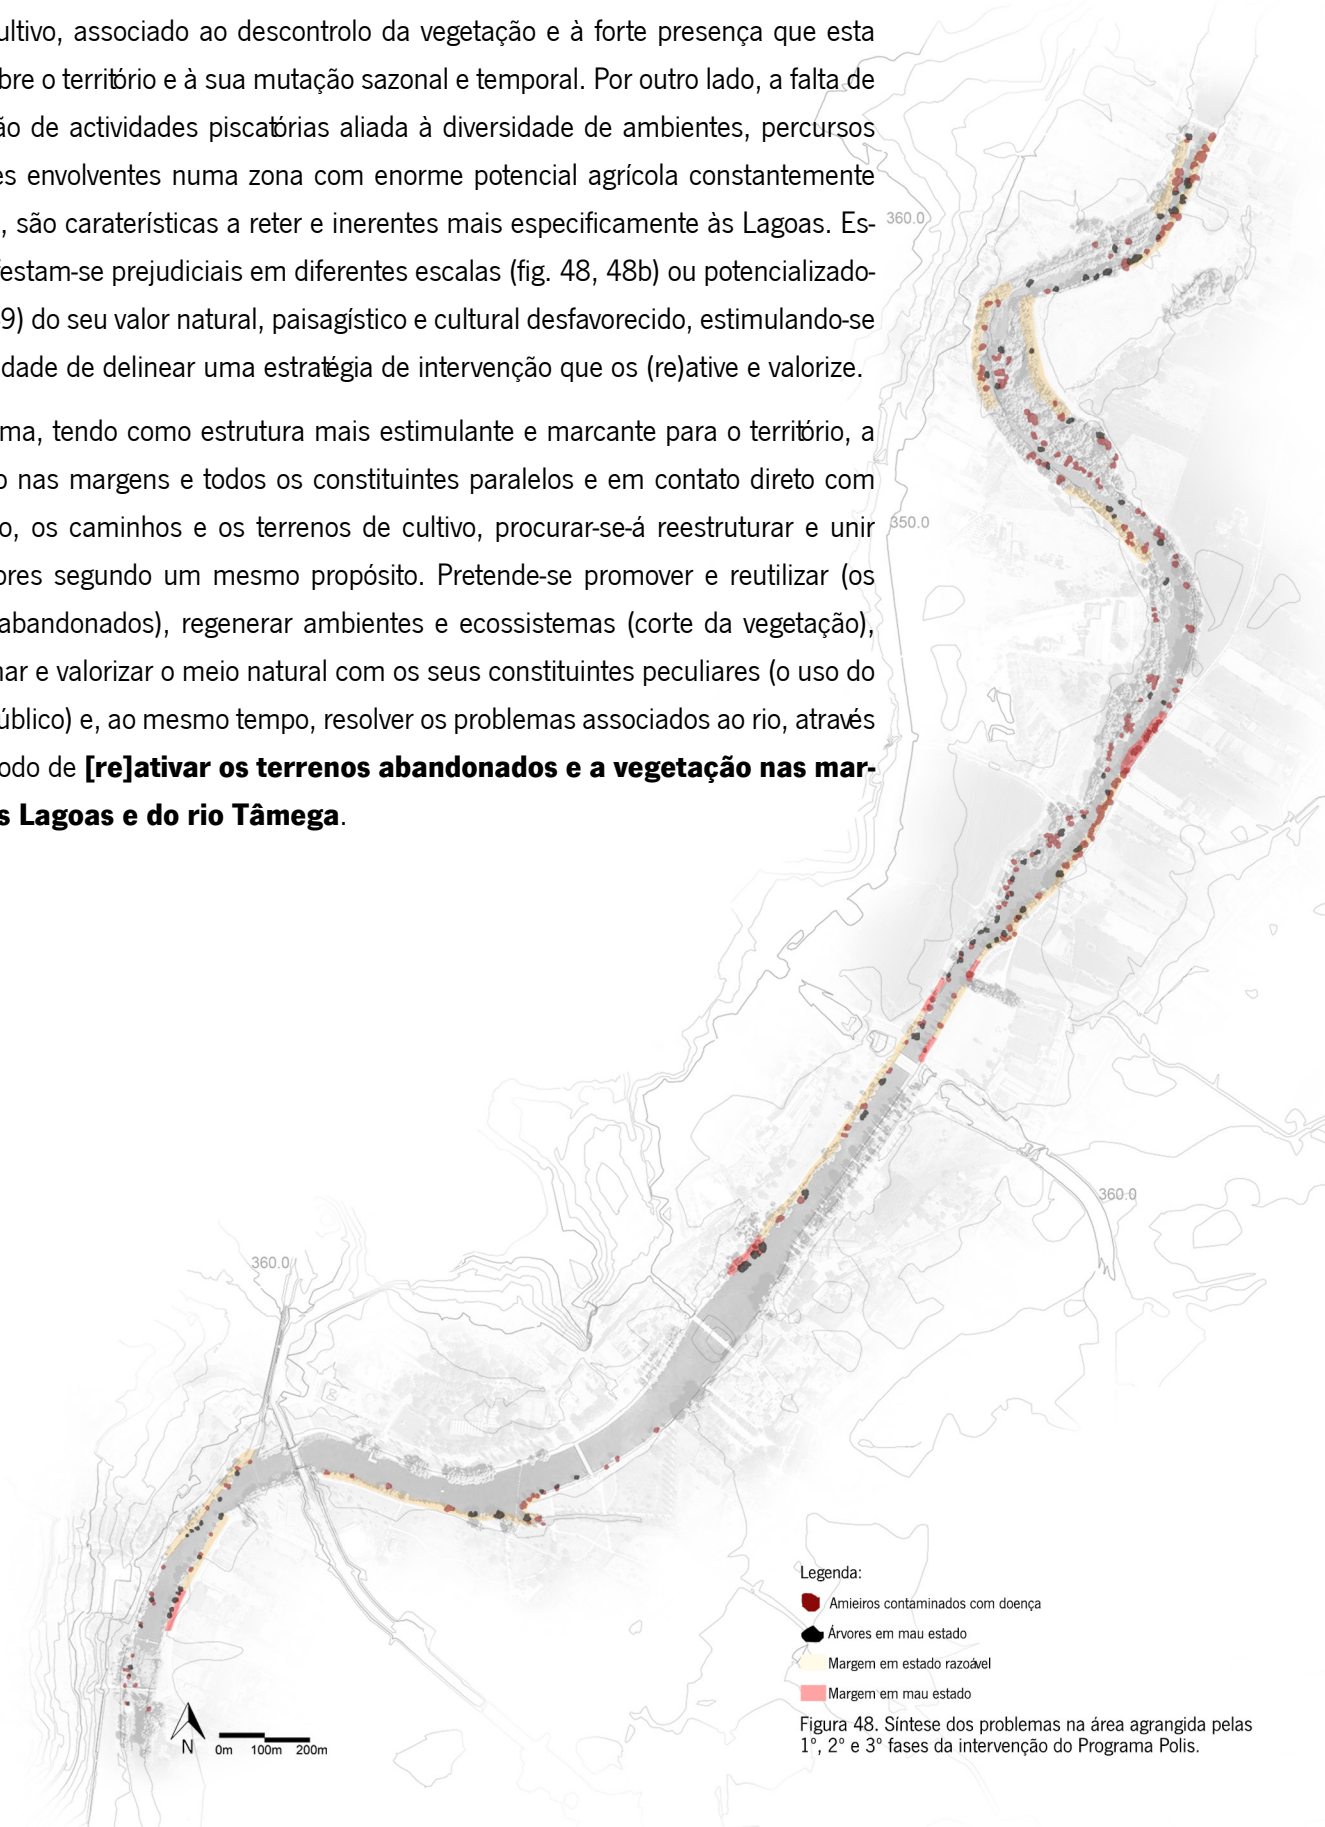 ultivo, associado ao descontrolo da vegetação e à forte presença que esta
bre o território e à sua mutação sazonal e temporal. Por outro lado, a falta de
ão de actividades piscatórias aliada à diversidade de ambientes, percursos
es envolventes numa zona com enorme potencial agrícola constantemente
, são caraterísticas a reter e inerentes mais especificamente às Lagoas. Es-
festam-se prejudiciais em diferentes escalas (fig. 48, 48b) ou potencializado-
9) do seu valor natural, paisagístico e cultural desfavorecido, estimulando-se
dade de delinear uma estratégia de intervenção que os (re)ative e valorize.
ma, tendo como estrutura mais estimulante e marcante para o território, a
o nas margens e todos os constituintes paralelos e em contato direto com
o, os caminhos e os terrenos de cultivo, procurar-se-á reestruturar e unir
ores segundo um mesmo propósito. Pretende-se promover e reutilizar (os
abandonados), regenerar ambientes e ecossistemas (corte da vegetação),
nar e valorizar o meio natural com os seus constituintes peculiares (o uso do
úblico) e, ao mesmo tempo, resolver os problemas associados ao rio, através
odo de [re]ativar os terrenos abandonados e a vegetação nas mar-
s Lagoas e do rio Tâmega.
360.0
350.0
360.0
360.0
Legenda:
Amieiros contaminados com doença
Árvores em mau estado
Margem em estado razoável
Margem em mau estado
Figura 48. Síntese dos problemas na área agrangida pelas
1º, 2º e 3º fases da intervenção do Programa Polis.
N
0m 100m 200m